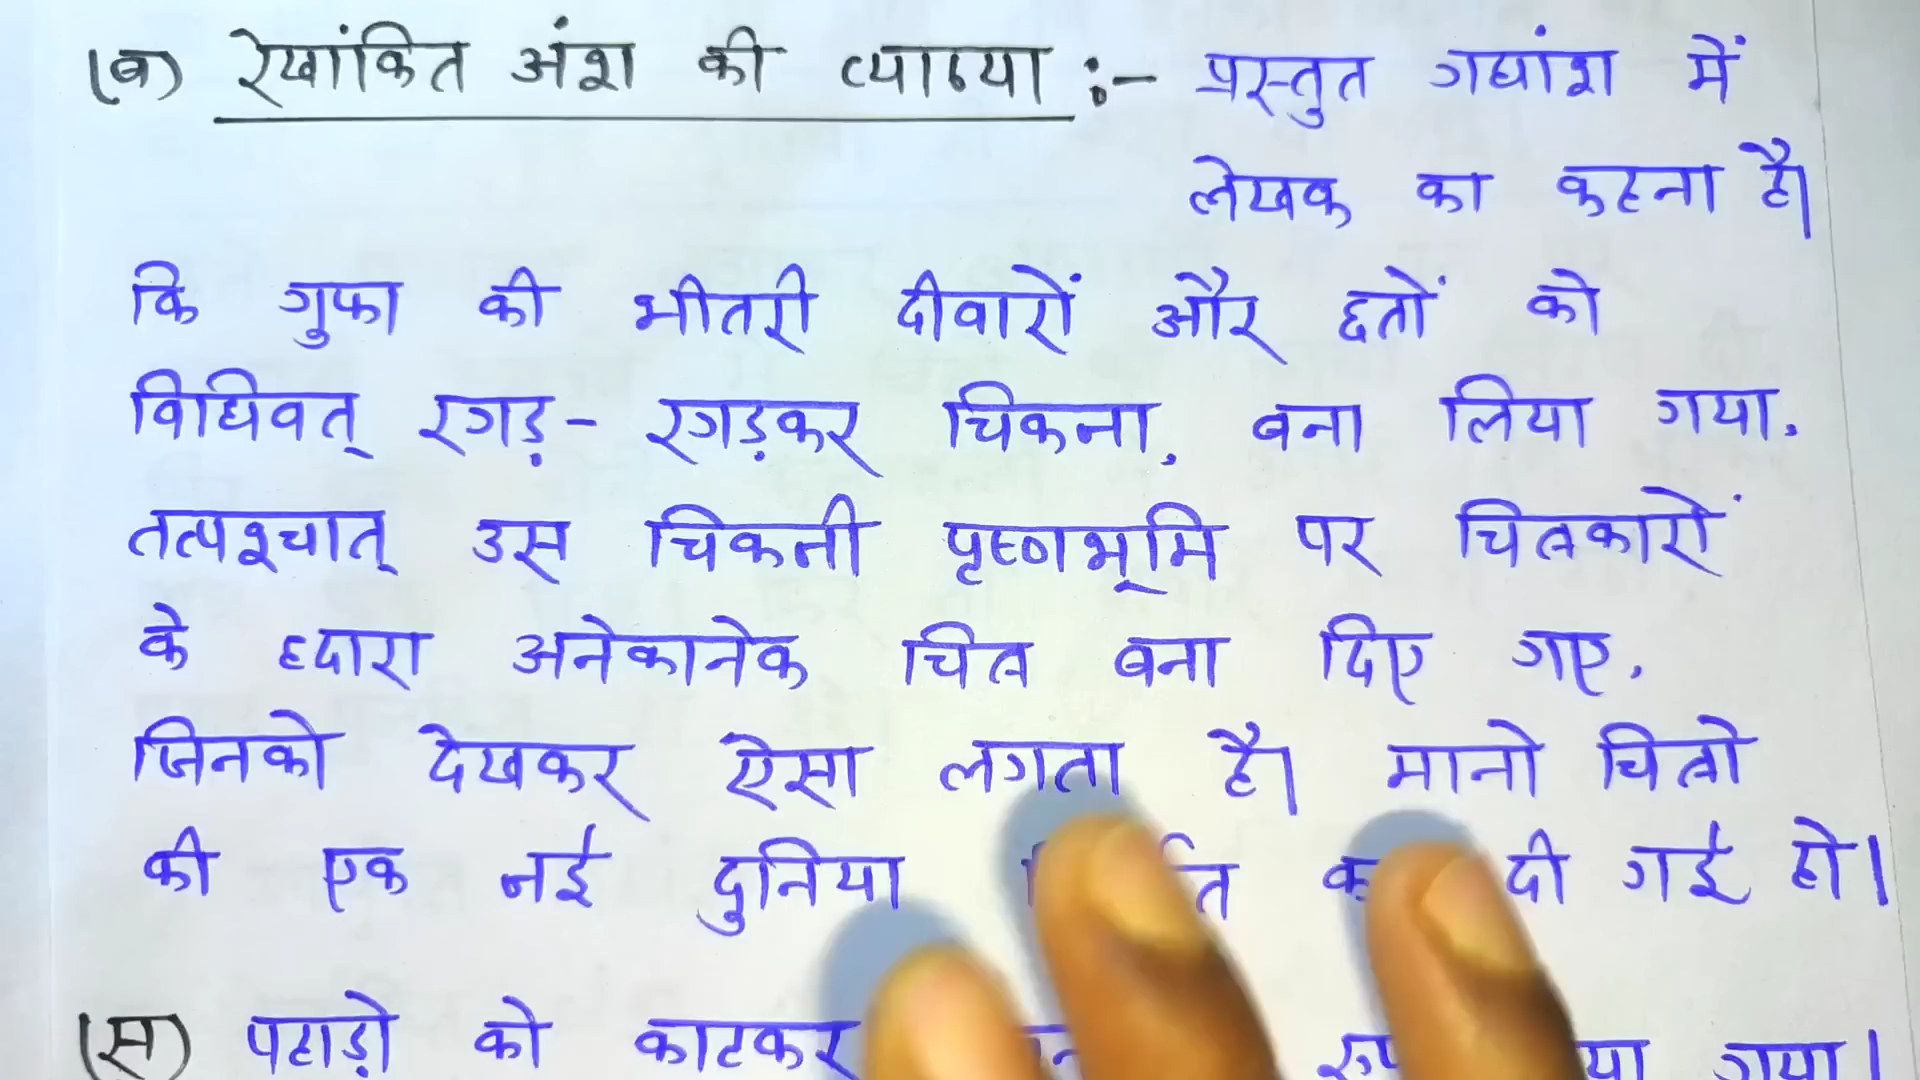 (ब) रेखांकित अंश की व्याख्या :- प्रस्तुत गद्यांश में
लेखक का कहना है।
कि गुफा की भीतरी दीवारों और छतों को
विधिवत् रगड़ - रगड़कर चिकना, बना लिया गया,
तत्पश्चात् उस चिकनी पृष्ठभूमि पर चित्रकारों
के द्वारा अनेकानेक चित्र बना दिए गए,
जिनको देखकर ऐसा लगता है। मानो चित्रो
की एक नई दुनिया दी गई हो।
(स) पहाड़ो को काटकर गया।